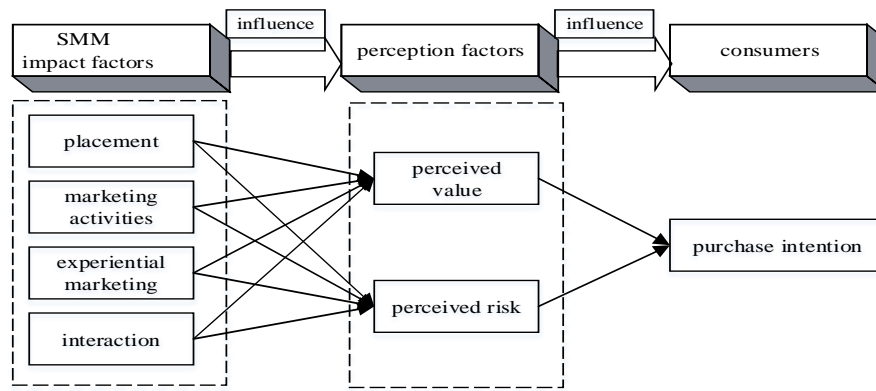 influence
influence
SMM
impact factors
perception factors
consumers
placement
marketing
activities
experiential
marketing
interaction
perceived
value
perceived risk
purchase intention